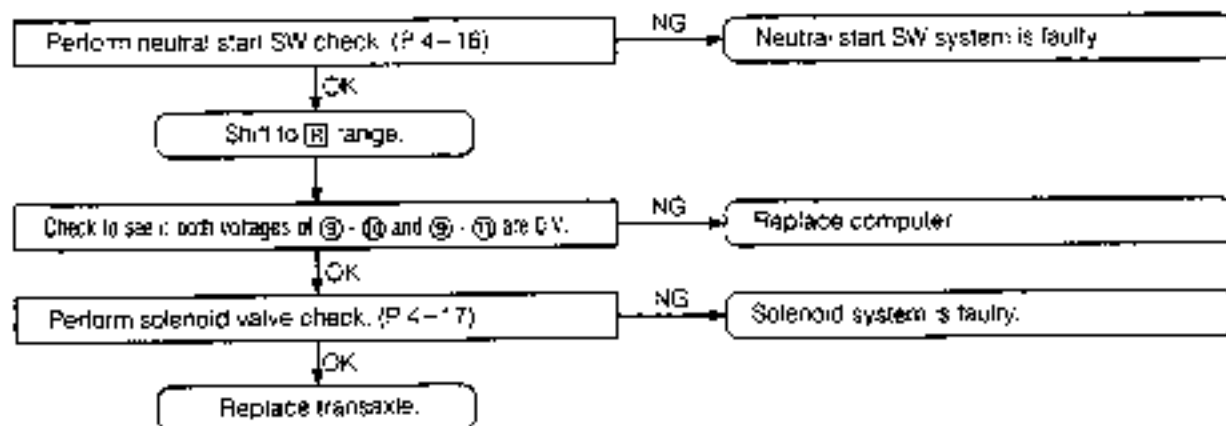 Perform neutral start SW check. (P. 4-16)
NG
Neutral start SW system is faulty
OK
Shift to R range.
Check to see if both voltages of ⑨ - ⑩ and ⑨ - ⑪ are 0 V.
NG
Replace computer
OK
Perform solenoid valve check. (P. 4-17)
NG
Solenoid system is faulty.
OK
Replace transaxle.